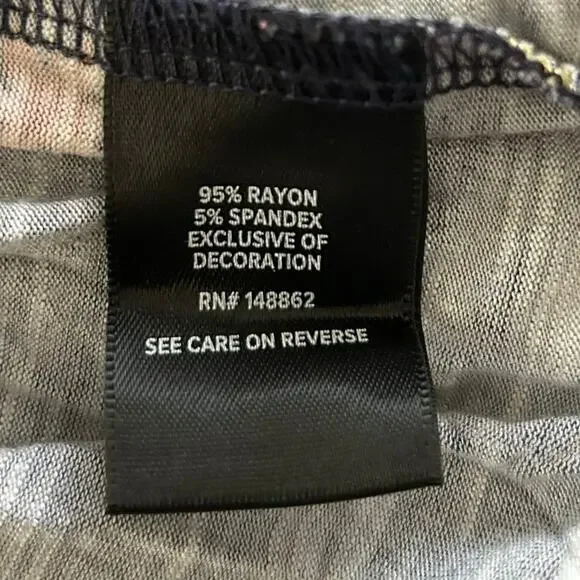 95% RAYON
5% SPANDEX
EXCLUSIVE OF
DECORATION
RN# 148862
SEE CARE ON REVERSE